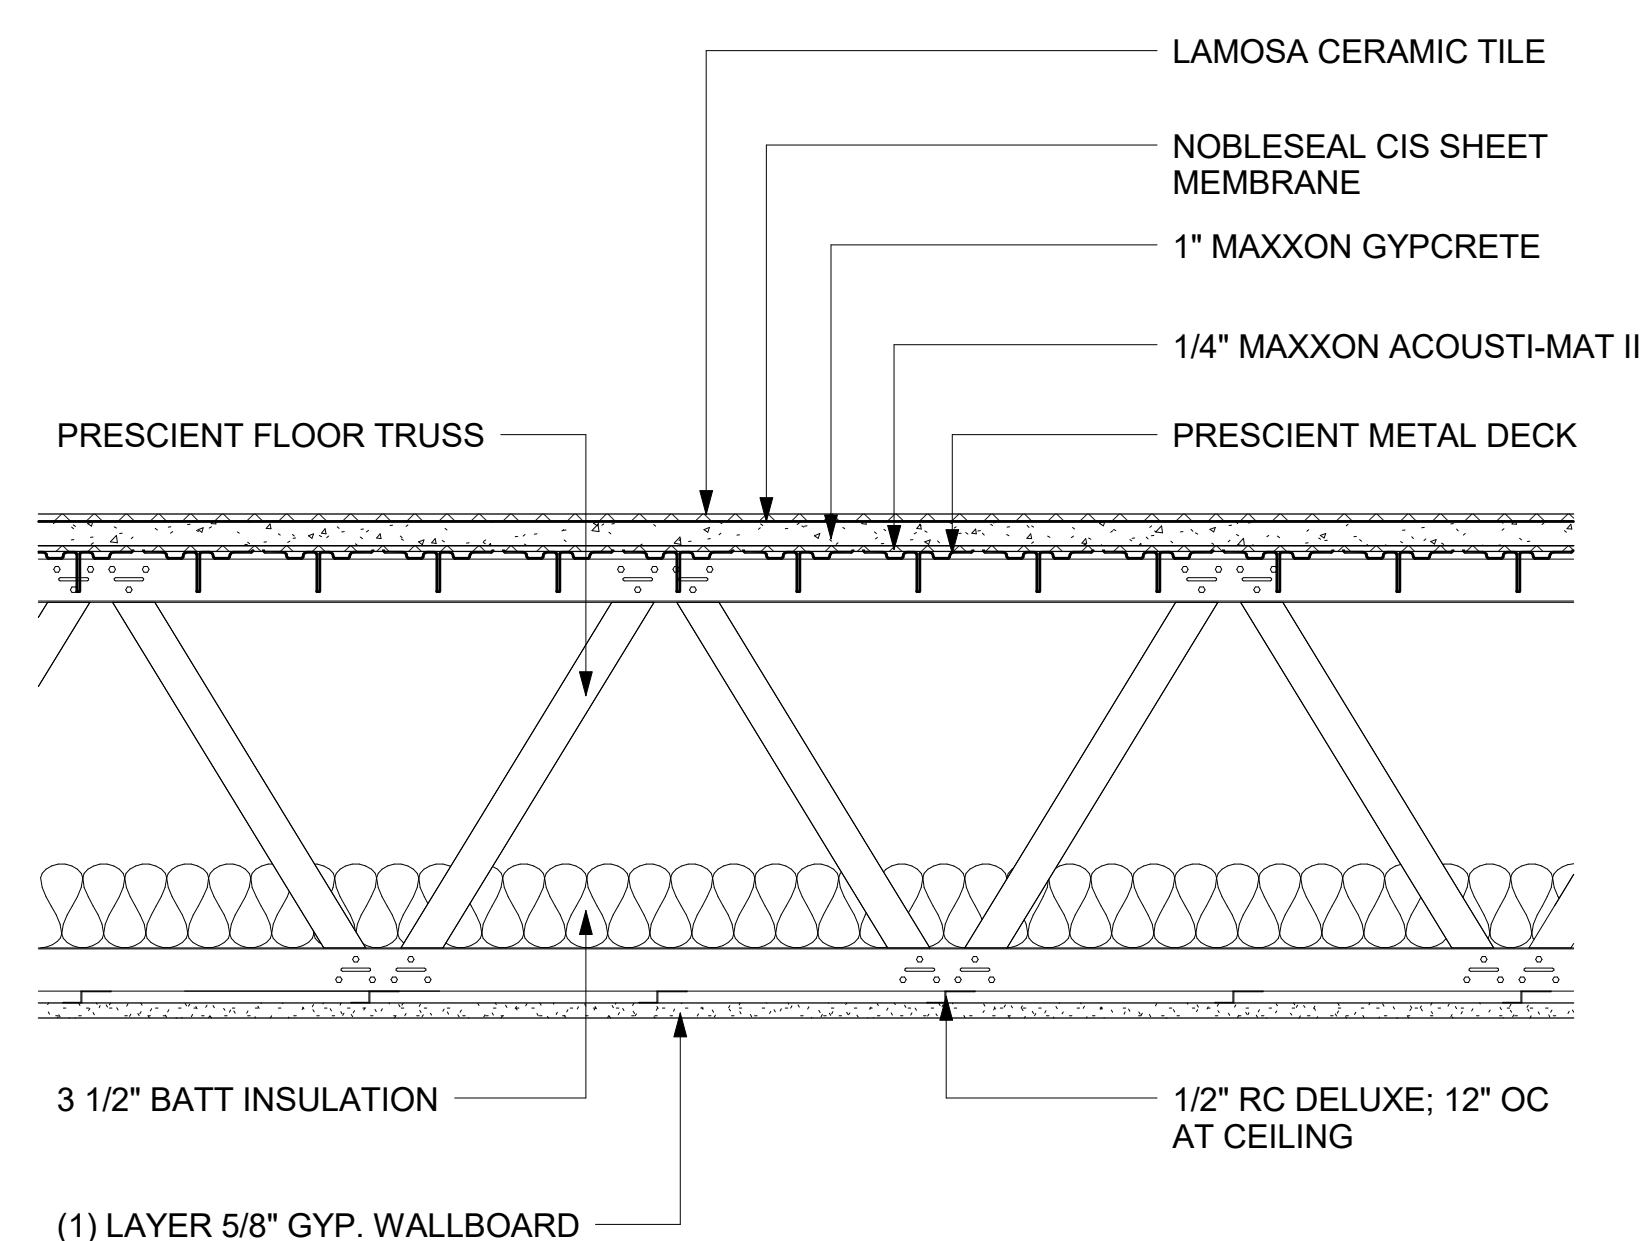 LAMOSA CERAMIC TILE
NOBLESEAL CIS SHEET
MEMBRANE
1" MAXXON GYPCRETE
1/4" MAXXON ACOUSTI-MAT II
PRESCIENT FLOOR TRUSS
PRESCIENT METAL DECK
3 1/2" BATT INSULATION
1/2" RC DELUXE; 12" OC
AT CEILING
(1) LAYER 5/8" GYP. WALLBOARD